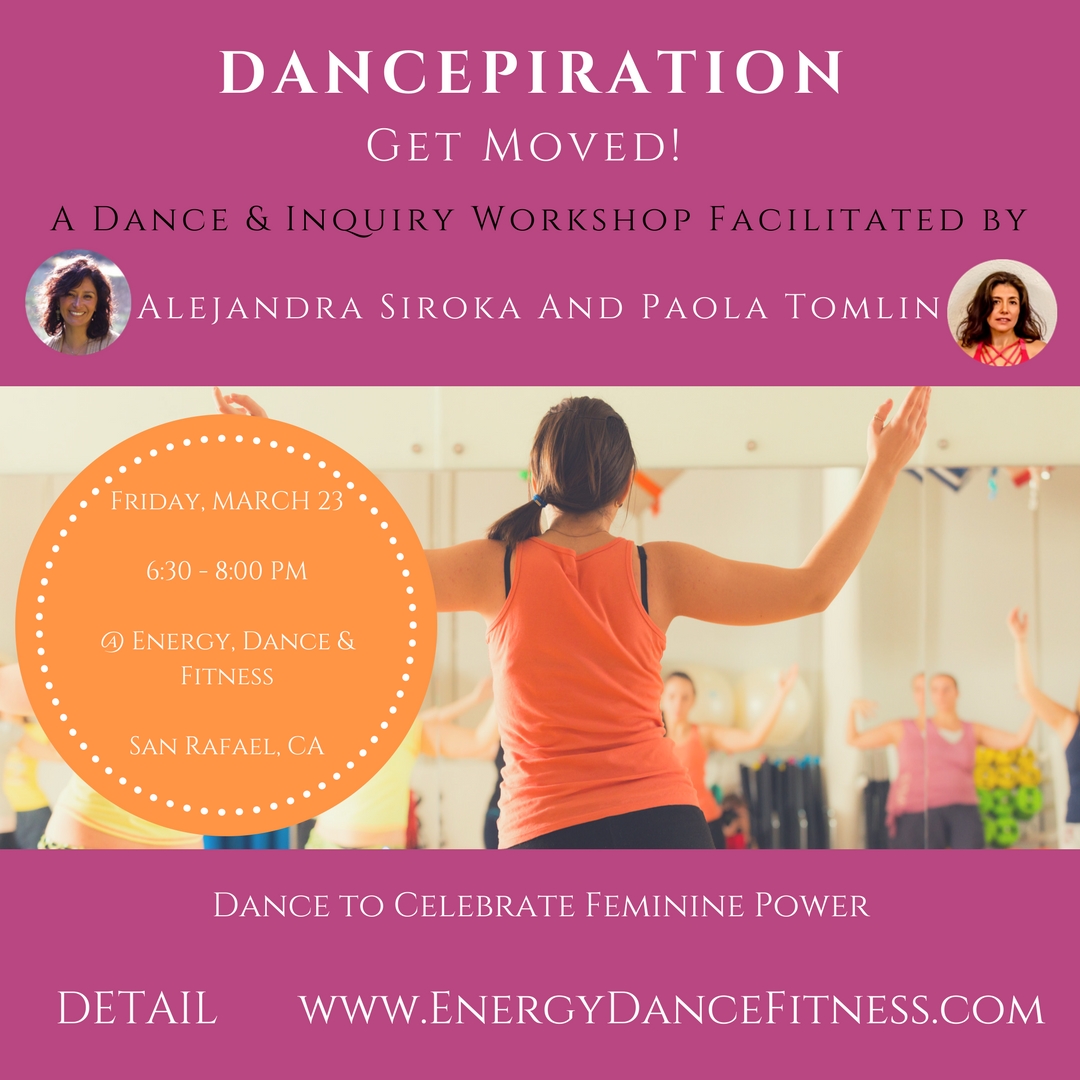 DANCEPIRATION
Get Moved!
A Dance & Inquiry Workshop Facilitated by
Alejandra Siroka And Paola Tomlin
Friday, MARCH 23
6:30 - 8:00 PM
@ Energy, Dance &
Fitness
San Rafael, CA
Dance to Celebrate Feminine Power
DETAIL www.EnergyDanceFitness.com